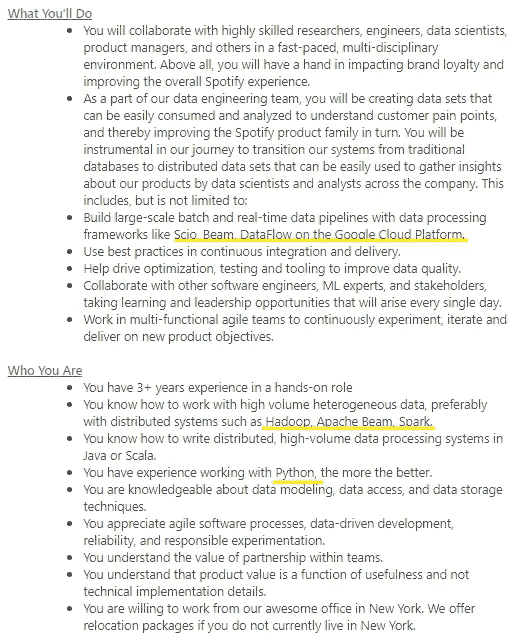 What You'll Do
• You will collaborate with highly skilled researchers, engineers, data scientists,
product managers, and others in a fast-paced, multi-disciplinary
environment. Above all, you will have a hand in impacting brand loyalty and
improving the overall Spotify experience.
• As a part of our data engineering team, you will be creating data sets that
can be easily consumed and analyzed to understand customer pain points,
and thereby improving the Spotify product family in turn. You will be
instrumental in our journey to transition our systems from traditional
databases to distributed data sets that can be easily used to gather insights
about our products by data scientists and analysts across the company. This
includes, but is not limited to:
• Build large-scale batch and real-time data pipelines with data processing
frameworks like Scio, Beam, DataFlow on the Google Cloud Platform.
• Use best practices in continuous integration and delivery.
• Help drive optimization, testing and tooling to improve data quality.
• Collaborate with other software engineers, ML experts, and stakeholders,
taking learning and leadership opportunities that will arise every single day.
• Work in multi-functional agile teams to continuously experiment, iterate and
deliver on new product objectives.
Who You Are
• You have 3+ years experience in a hands-on role
• You know how to work with high volume heterogeneous data, preferably
with distributed systems such as Hadoop, Apache Beam, Spark.
• You know how to write distributed, high-volume data processing systems in
Java or Scala.
• You have experience working with Python, the more the better.
• You are knowledgeable about data modeling, data access, and data storage
techniques.
• You appreciate agile software processes, data-driven development,
reliability, and responsible experimentation.
• You understand the value of partnership within teams.
• You understand that product value is a function of usefulness and not
technical implementation details.
• You are willing to work from our awesome office in New York. We offer
relocation packages if you do not currently live in New York.